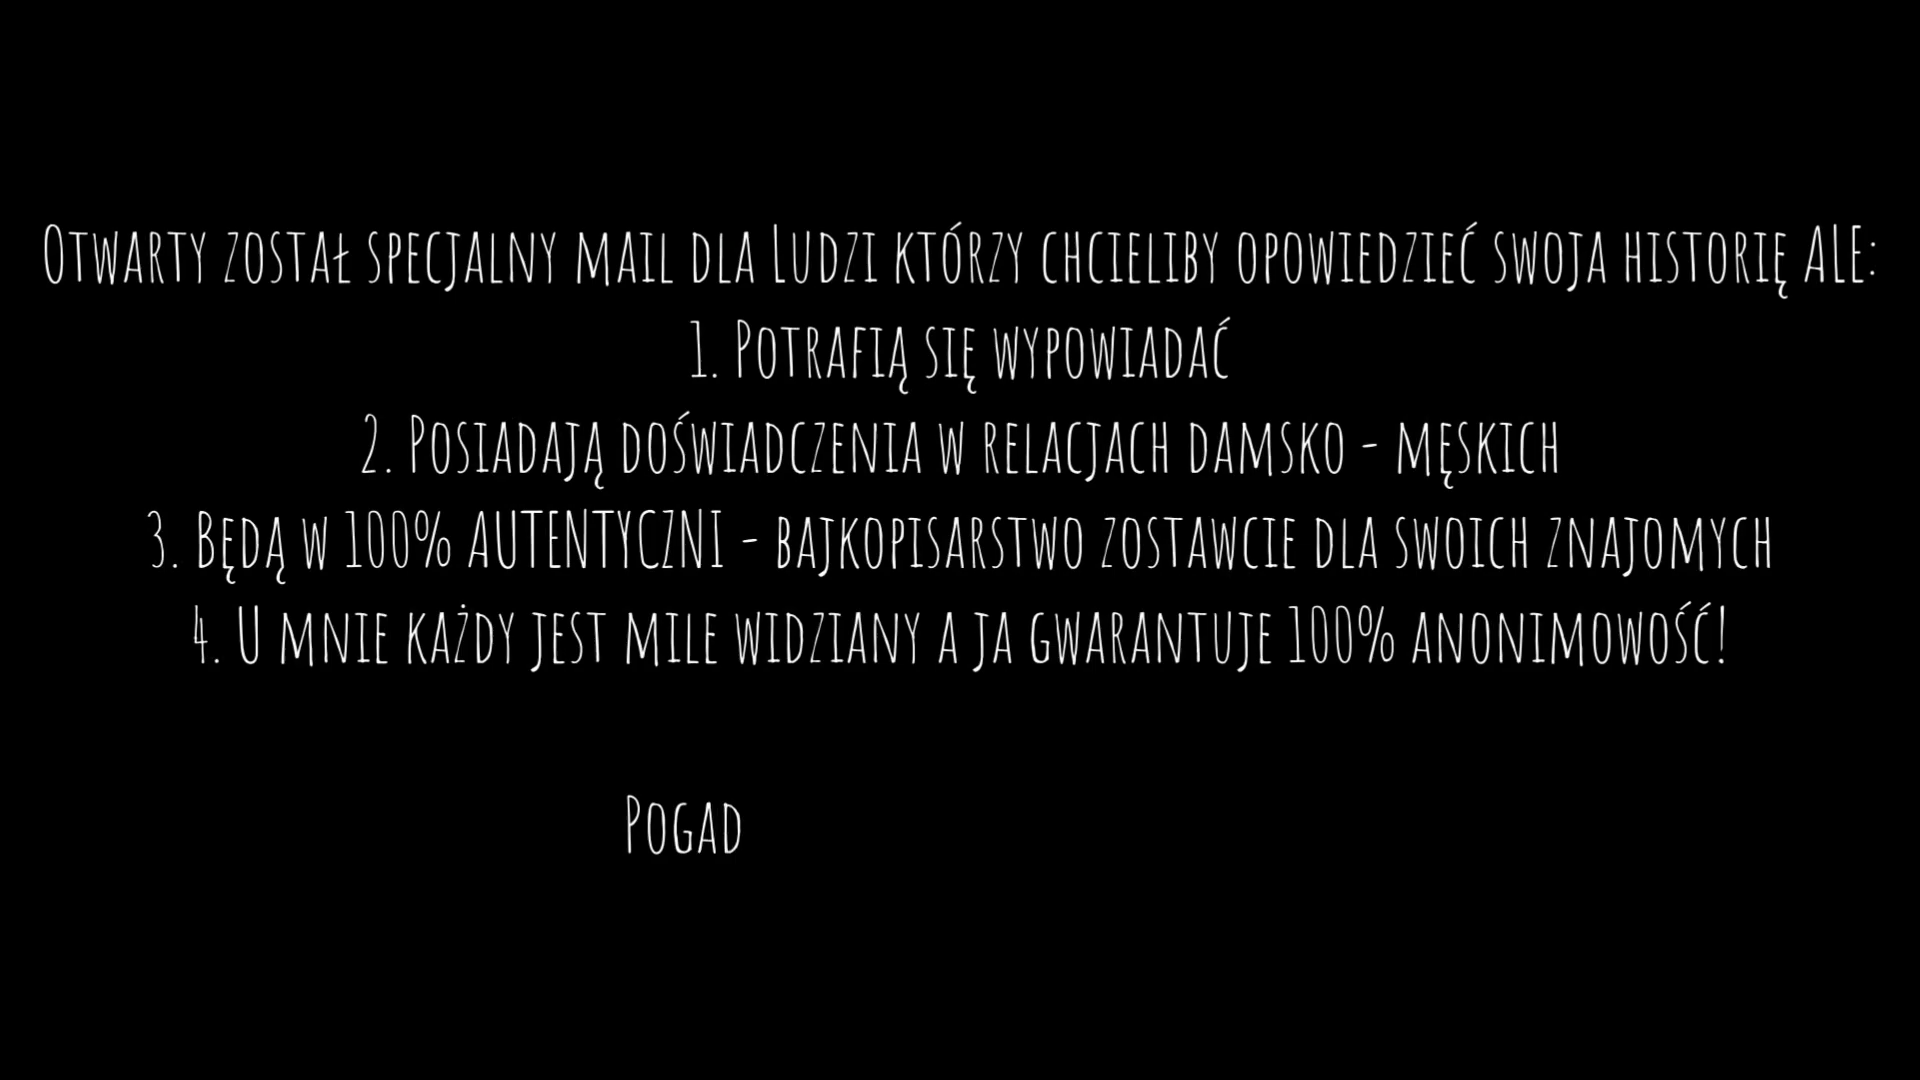 Otwarty został specjalny mail dla Ludzi którzy chcieliby opowiedzieć swoja historię ALE:
1. Potrafią się wypowiadać
2. Posiadają doświadczenia w relacjach damsko - męskich
3. Będą w 100% AUTENTYCZNI - bajkopisarstwo zostawcie dla swoich znajomych
4. U mnie każdy jest mile widziany a ja gwarantuje 100% anonimowość!
Pogad